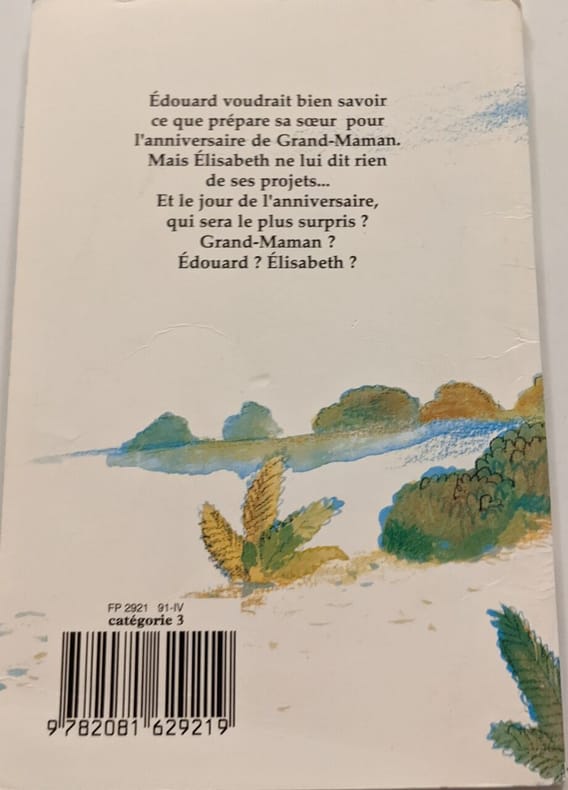 Édouard voudrait bien savoir
ce que prépare sa sœur pour
l'anniversaire de Grand-Maman.
Mais Élisabeth ne lui dit rien
de ses projets...
Et le jour de l'anniversaire,
qui sera le plus surpris ?
Grand-Maman ?
Édouard ? Élisabeth ?
FP 2921 91-IV
catégorie 3
9 782081 629219